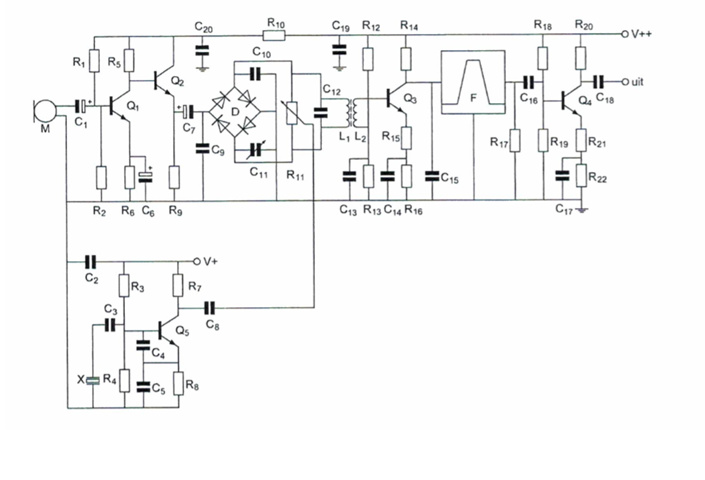 C20 R10 C19 R12 R14 R18 R20 V++
R1 R5 Q2 C10 C12 Q3 F C16 Q4 C18 uit
M C1 + Q1 + C7 D L1 L2 R15 R17 R19 R21
C9 C11 R11 C15 R22
+
R2 R6 C6 R9 C13 R13 C14 R16 C17
C2 V+
R3 R7
C3 Q5 C8
C4
X R4 C5 R8